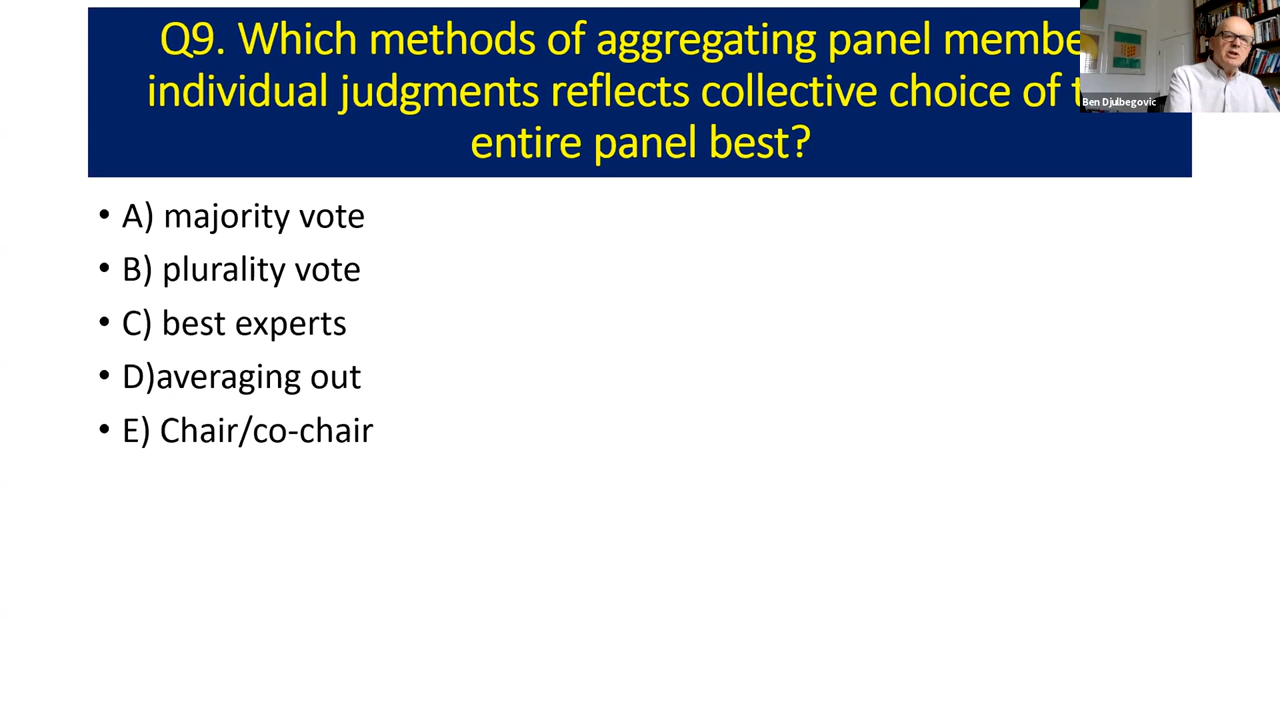 Q9. Which methods of aggregating panel membe
individual judgments reflects collective choice of t
entire panel best?
Ben Djulbegovic
• A) majority vote
• B) plurality vote
• C) best experts
• D)averaging out
• E) Chair/co-chair